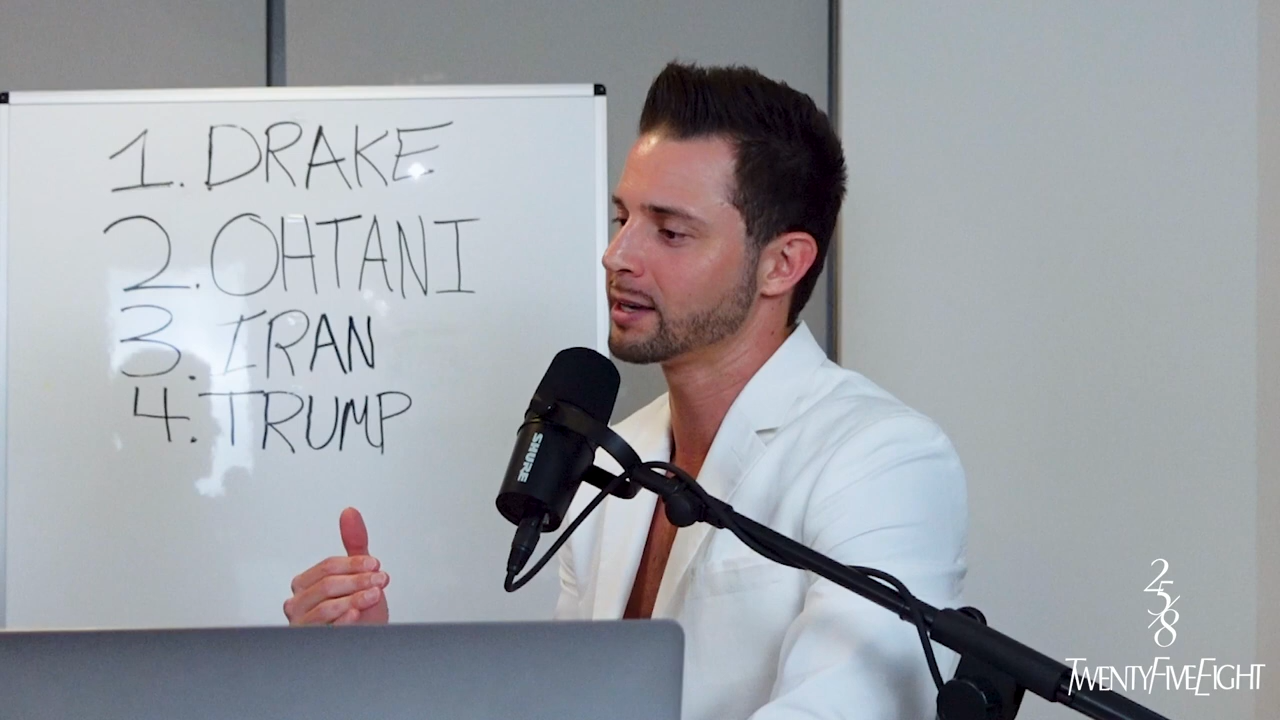 1. DRAKE
2. OHTANI
3. IRAN
4. TRUMP
SHURE
25/8
TWENTYFIVEEIGHT